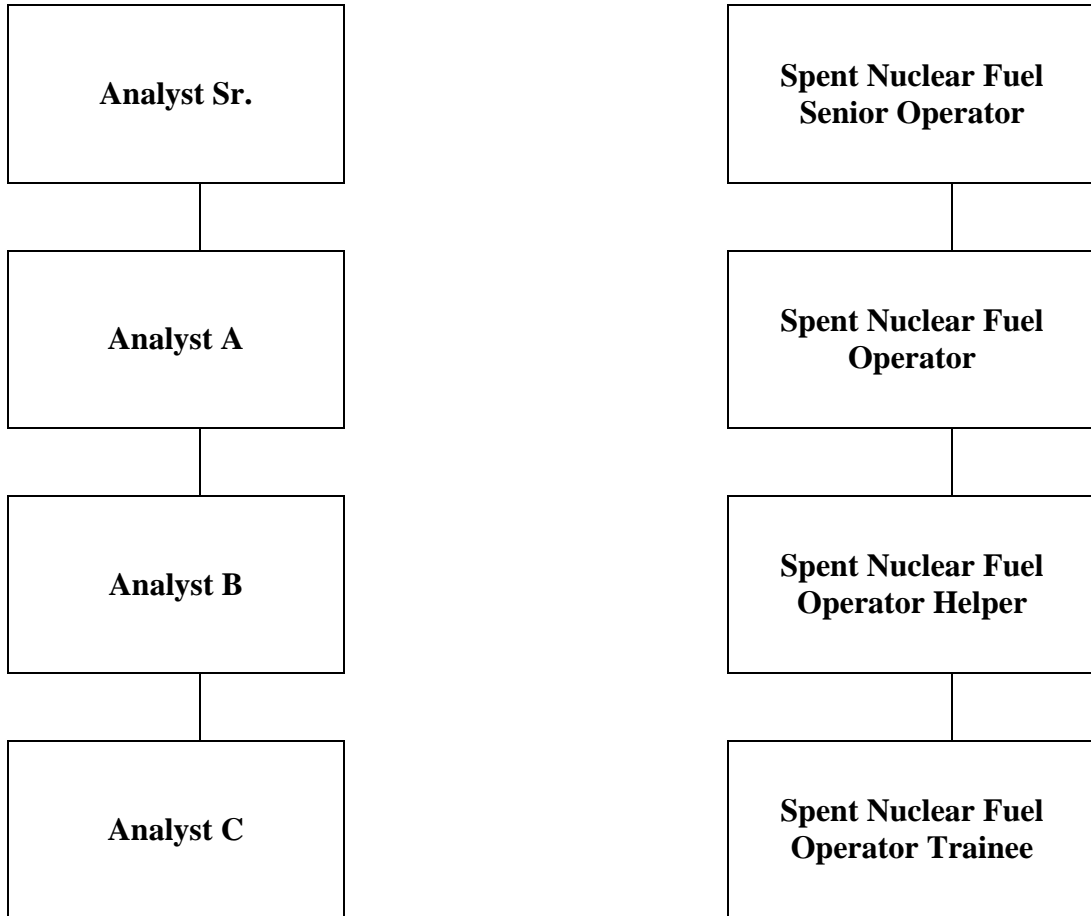 Analyst Sr.
Spent Nuclear Fuel
Senior Operator
Analyst A
Spent Nuclear Fuel
Operator
Analyst B
Spent Nuclear Fuel
Operator Helper
Analyst C
Spent Nuclear Fuel
Operator Trainee